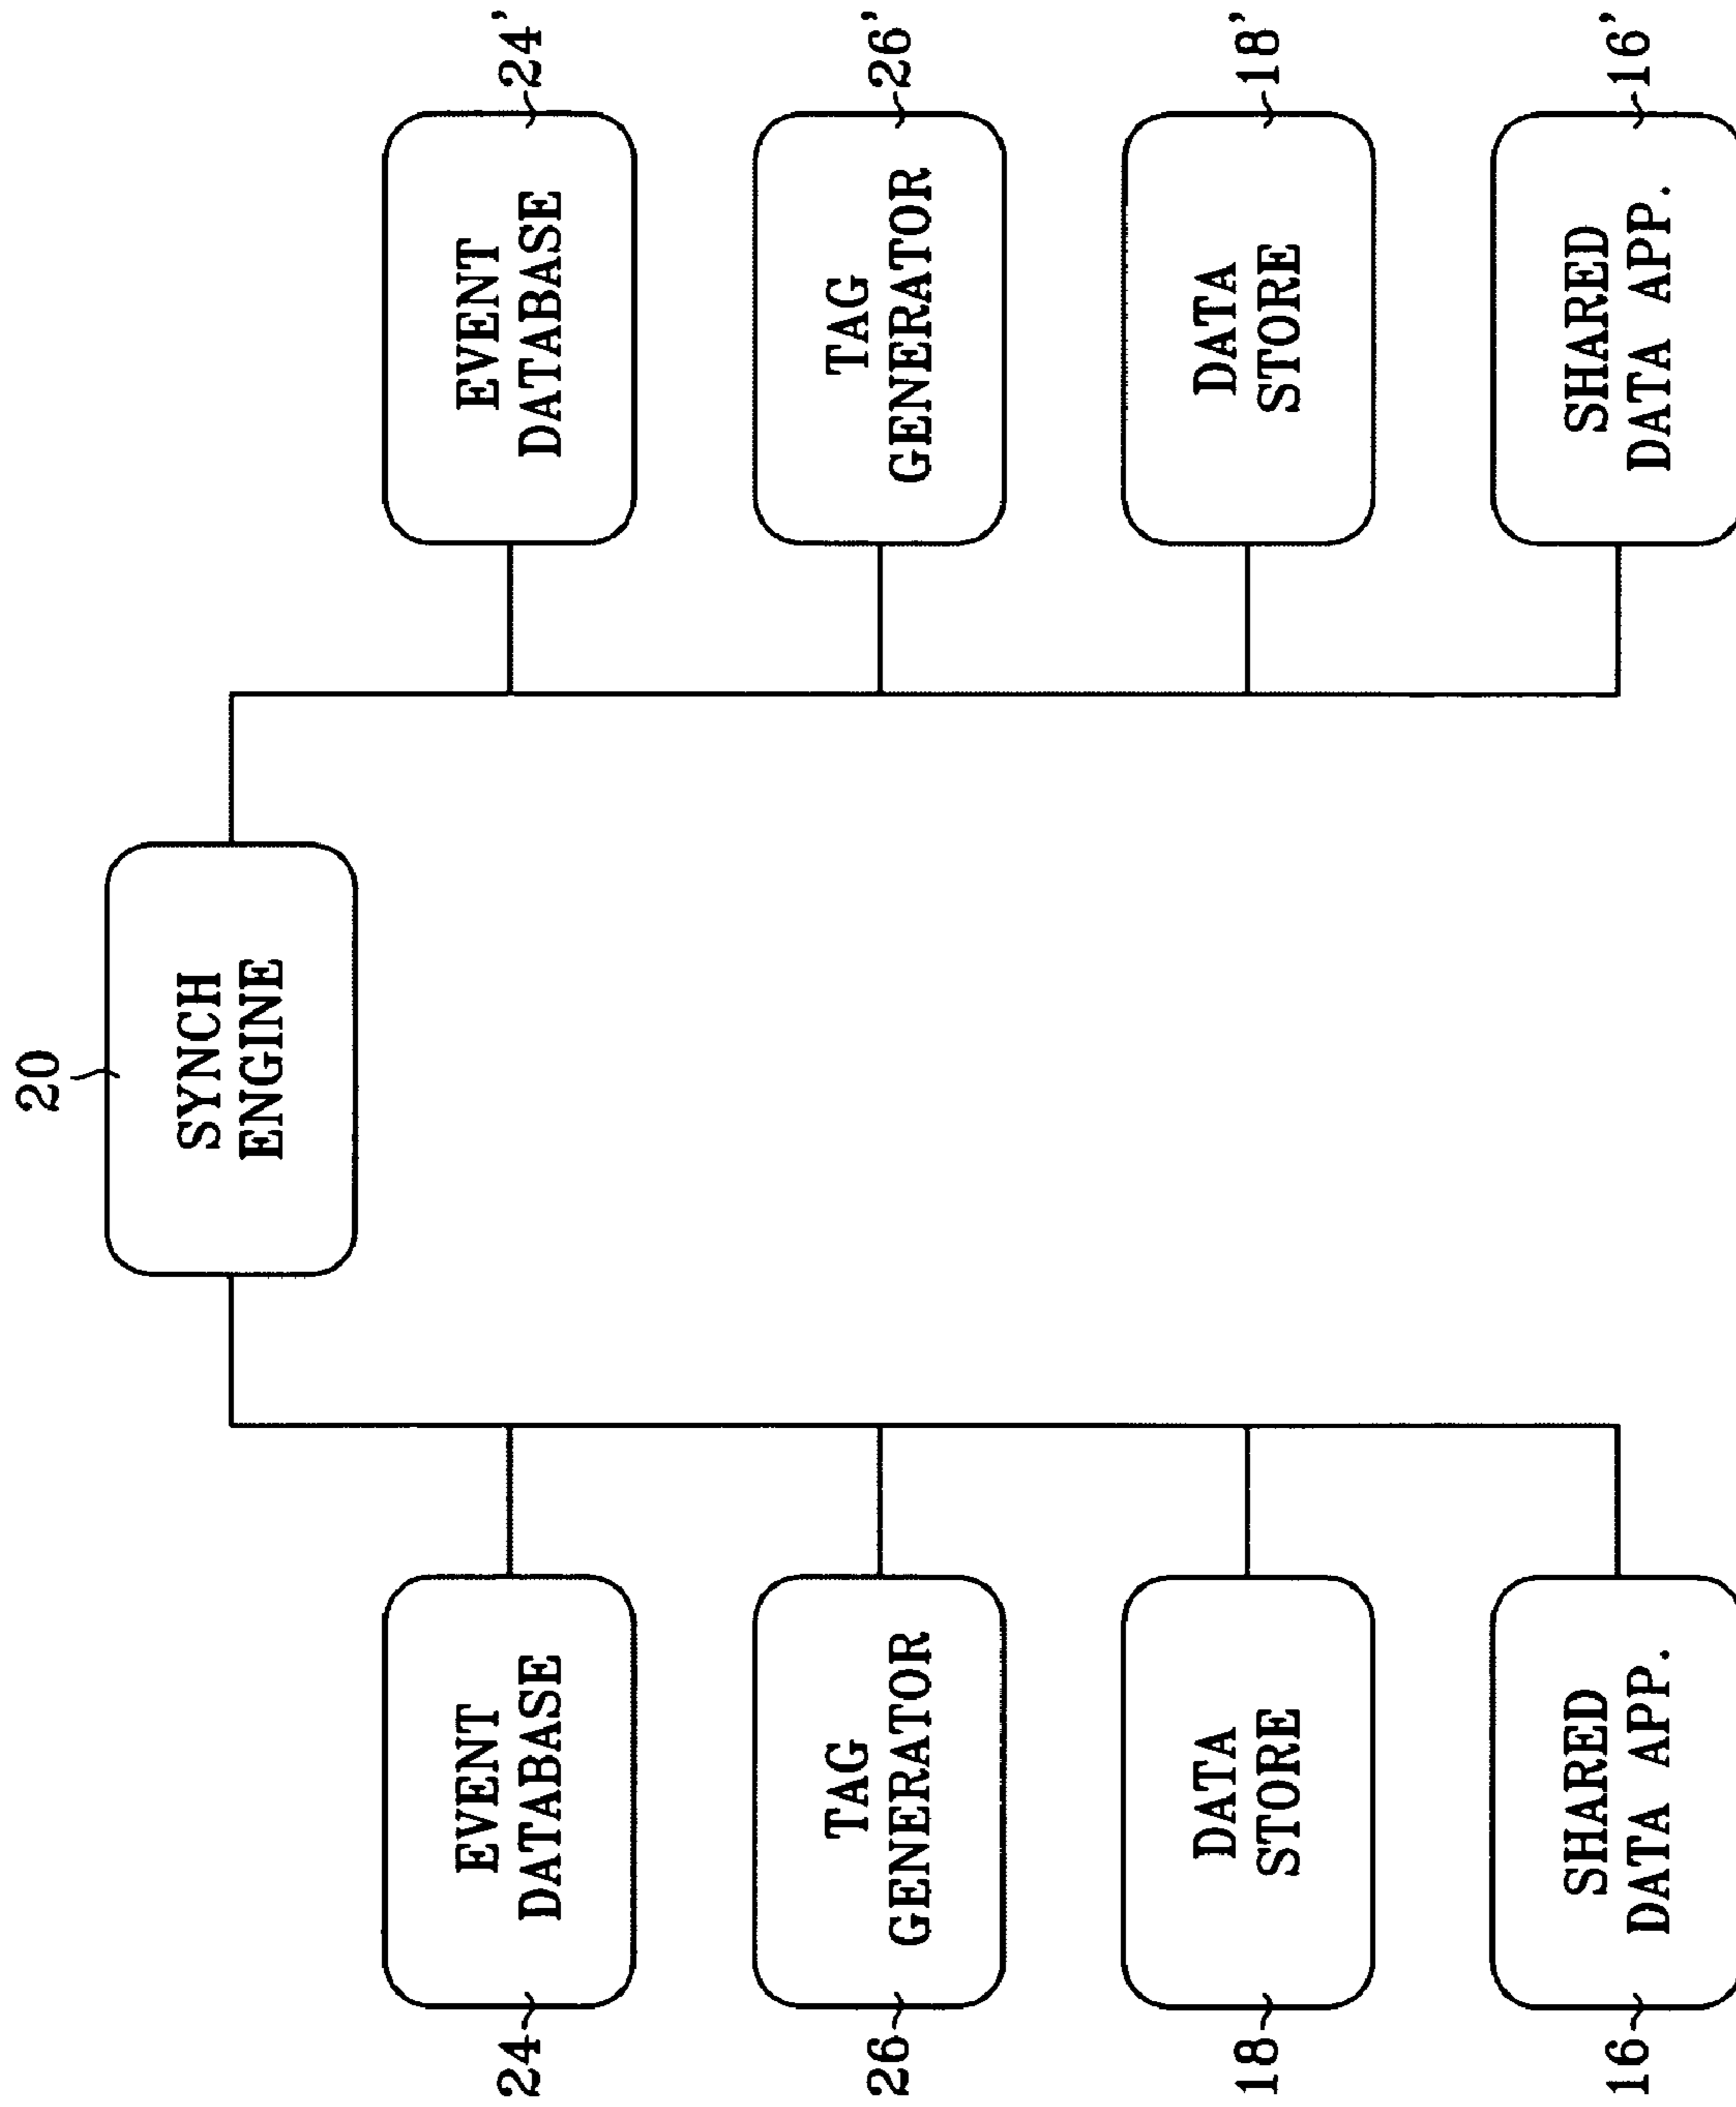 20
SYNCH
ENGINE
24
EVENT
DATABASE
EVENT
DATABASE
24'
26
TAG
GENERATOR
TAG
GENERATOR
26'
18
DATA
STORE
DATA
STORE
18'
16
SHARED
DATA APP.
SHARED
DATA APP.
16'